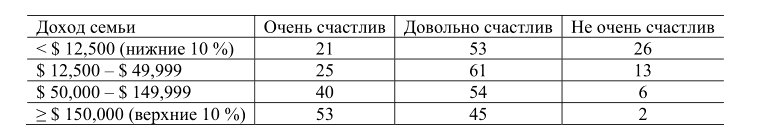 Доход семьи Очень счастлив Довольно счастлив Не очень счастлив
< $ 12,500 (нижние 10 %) 21 53 26
$ 12,500 – $ 49,999 25 61 13
$ 50,000 – $ 149,999 40 54 6
≥ $ 150,000 (верхние 10 %) 53 45 2